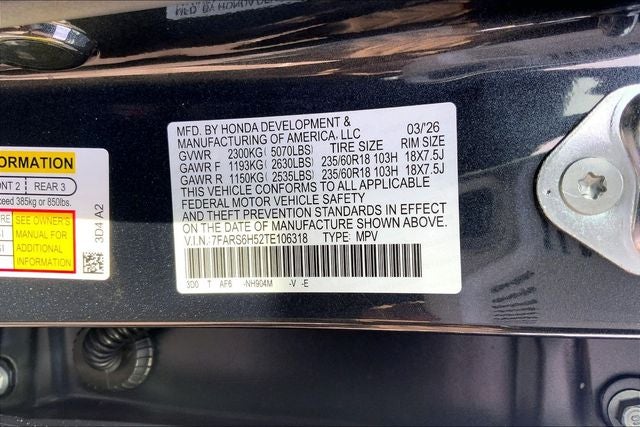 MFD. BY HONDA DEVELOPMENT &
MANUFACTURING OF AMERICA, LLC 03/'26
GVWR 2300KG( 5070LBS) TIRE SIZE RIM SIZE
GAWR F 1193KG( 2630LBS) 235/60R18 103H 18X7.5J
GAWR R 1150KG( 2535LBS) 235/60R18 103H 18X7.5J
THIS VEHICLE CONFORMS TO ALL APPLICABLE
FEDERAL MOTOR VEHICLE SAFETY
AND THEFT PREVENTION STANDARDS IN EFFECT
ON THE DATE OF MANUFACTURE SHOWN ABOVE.
V.I.N.:7FARS6H52TE106318 TYPE: MPV
3D0 T AF6 -NH904M -V -E
INFORMATION
ONT 2 REAR 3
xceed 385kg or 850lbs.
SEE OWNER'S
MANUAL FOR
ADDITIONAL
INFORMATION
3D4 A2